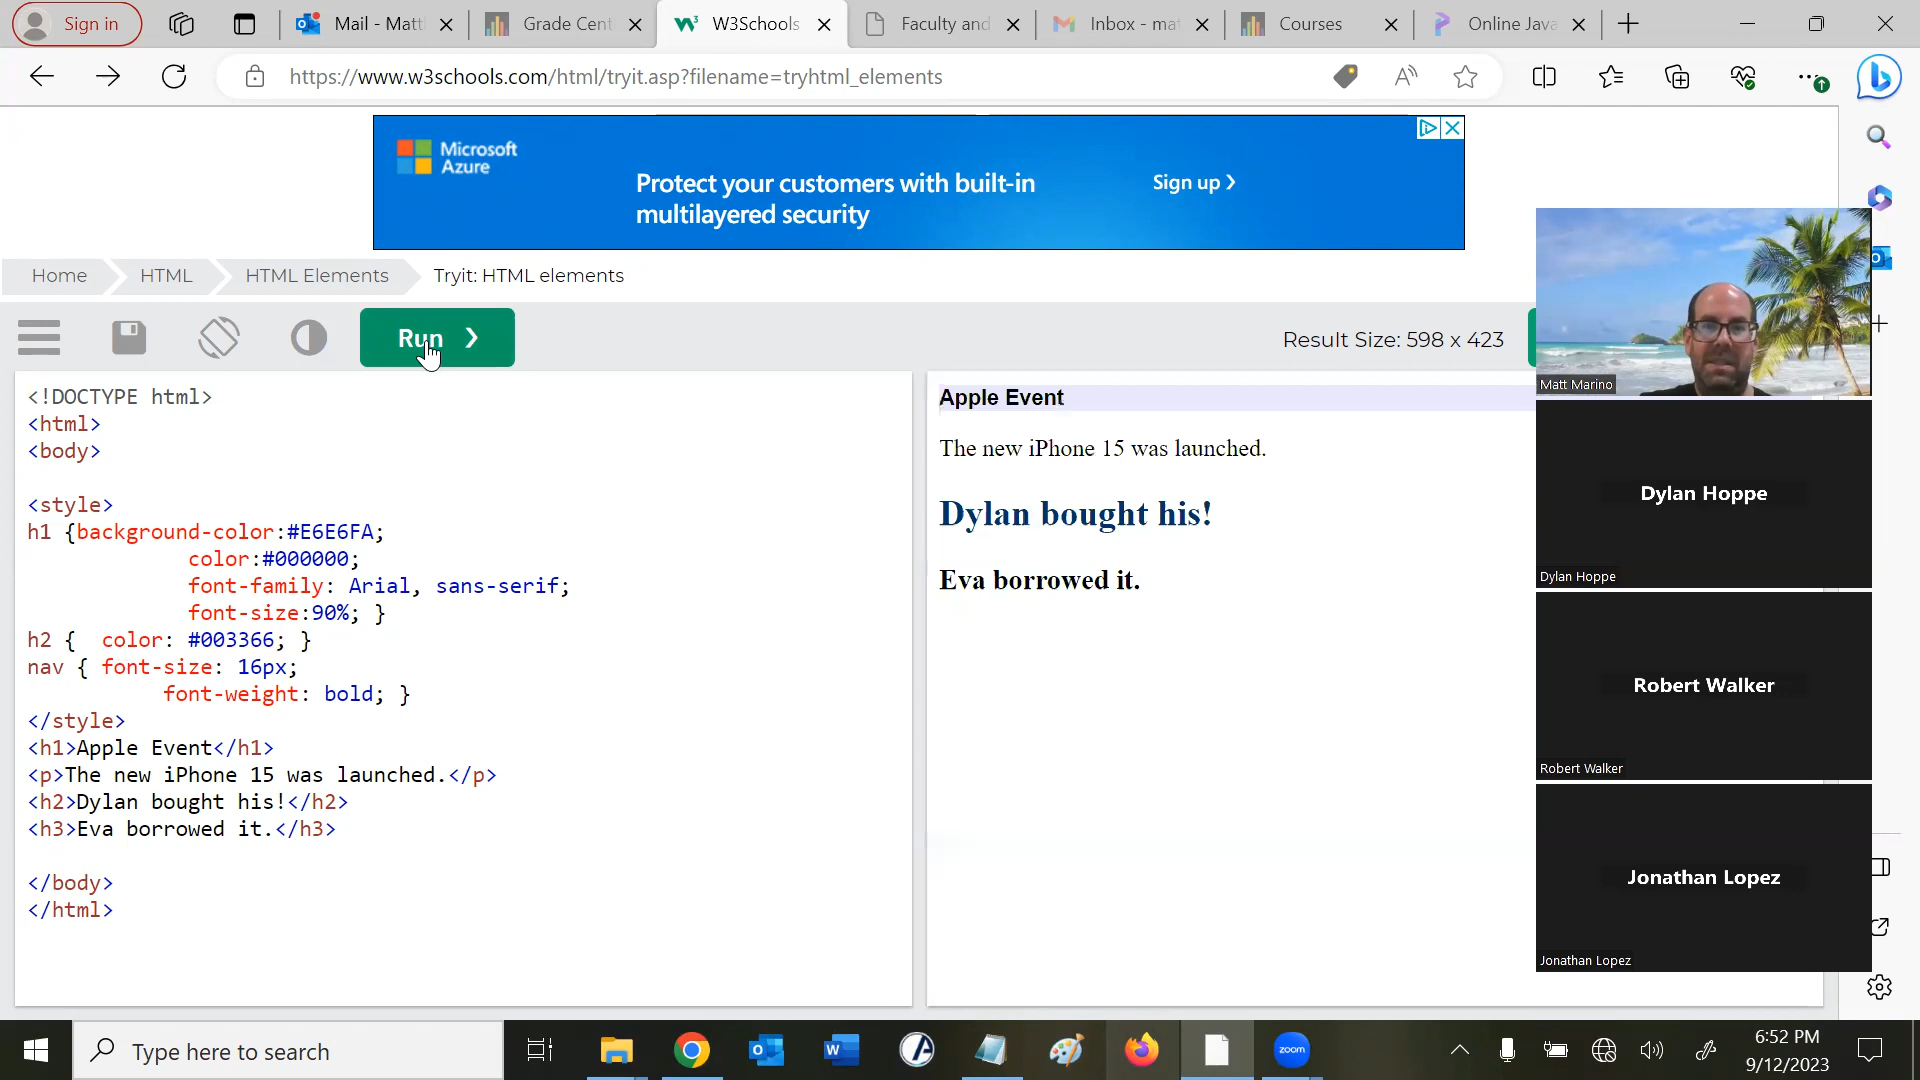 Sign in
Mail - Matt
Grade Cent
W3Schools
Faculty and
Inbox - mat
Courses
Online Java
https://www.w3schools.com/html/tryit.asp?filename=tryhtml_elements
Microsoft
Azure
Protect your customers with built-in
multilayered security
Sign up
Home
HTML
HTML Elements
Tryit: HTML elements
Run
Result Size: 598 x 423
<!DOCTYPE html>
<html>
<body>
<style>
h1 {background-color:#E6E6FA;
color:#000000;
font-family: Arial, sans-serif;
font-size:90%; }
h2 {  color: #003366; }
nav { font-size: 16px;
font-weight: bold; }
</style>
<h1>Apple Event</h1>
<p>The new iPhone 15 was launched.</p>
<h2>Dylan bought his!</h2>
<h3>Eva borrowed it.</h3>
</body>
</html>
Apple Event
The new iPhone 15 was launched.
Dylan bought his!
Eva borrowed it.
Matt Marino
Dylan Hoppe
Dylan Hoppe
Robert Walker
Robert Walker
Jonathan Lopez
Jonathan Lopez
Type here to search
zoom
6:52 PM
9/12/2023